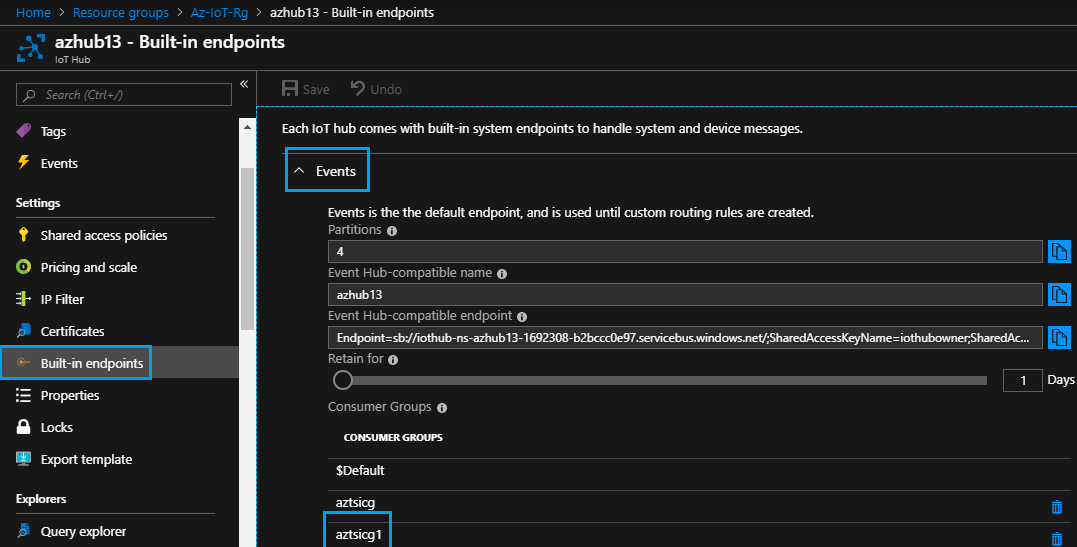 Home > Resource groups > Az-IoT-Rg > azhub13 - Built-in endpoints
azhub13 - Built-in endpoints
IoT Hub
Search (Ctrl+/)
«
Tags
Events
Settings
Shared access policies
Pricing and scale
IP Filter
Certificates
Built-in endpoints
Properties
Locks
Export template
Explorers
Query explorer
Save
Undo
Each IoT hub comes with built-in system endpoints to handle system and device messages.
Events
Events is the the default endpoint, and is used until custom routing rules are created.
Partitions
4
Event Hub-compatible name
azhub13
Event Hub-compatible endpoint
Endpoint=sb://iothub-ns-azhub13-1692308-b2bccc0e97.servicebus.windows.net/;SharedAccessKeyName=iothubowner;SharedAc...
Retain for
1 Days
Consumer Groups
CONSUMER GROUPS
$Default
aztsicg
aztsicg1